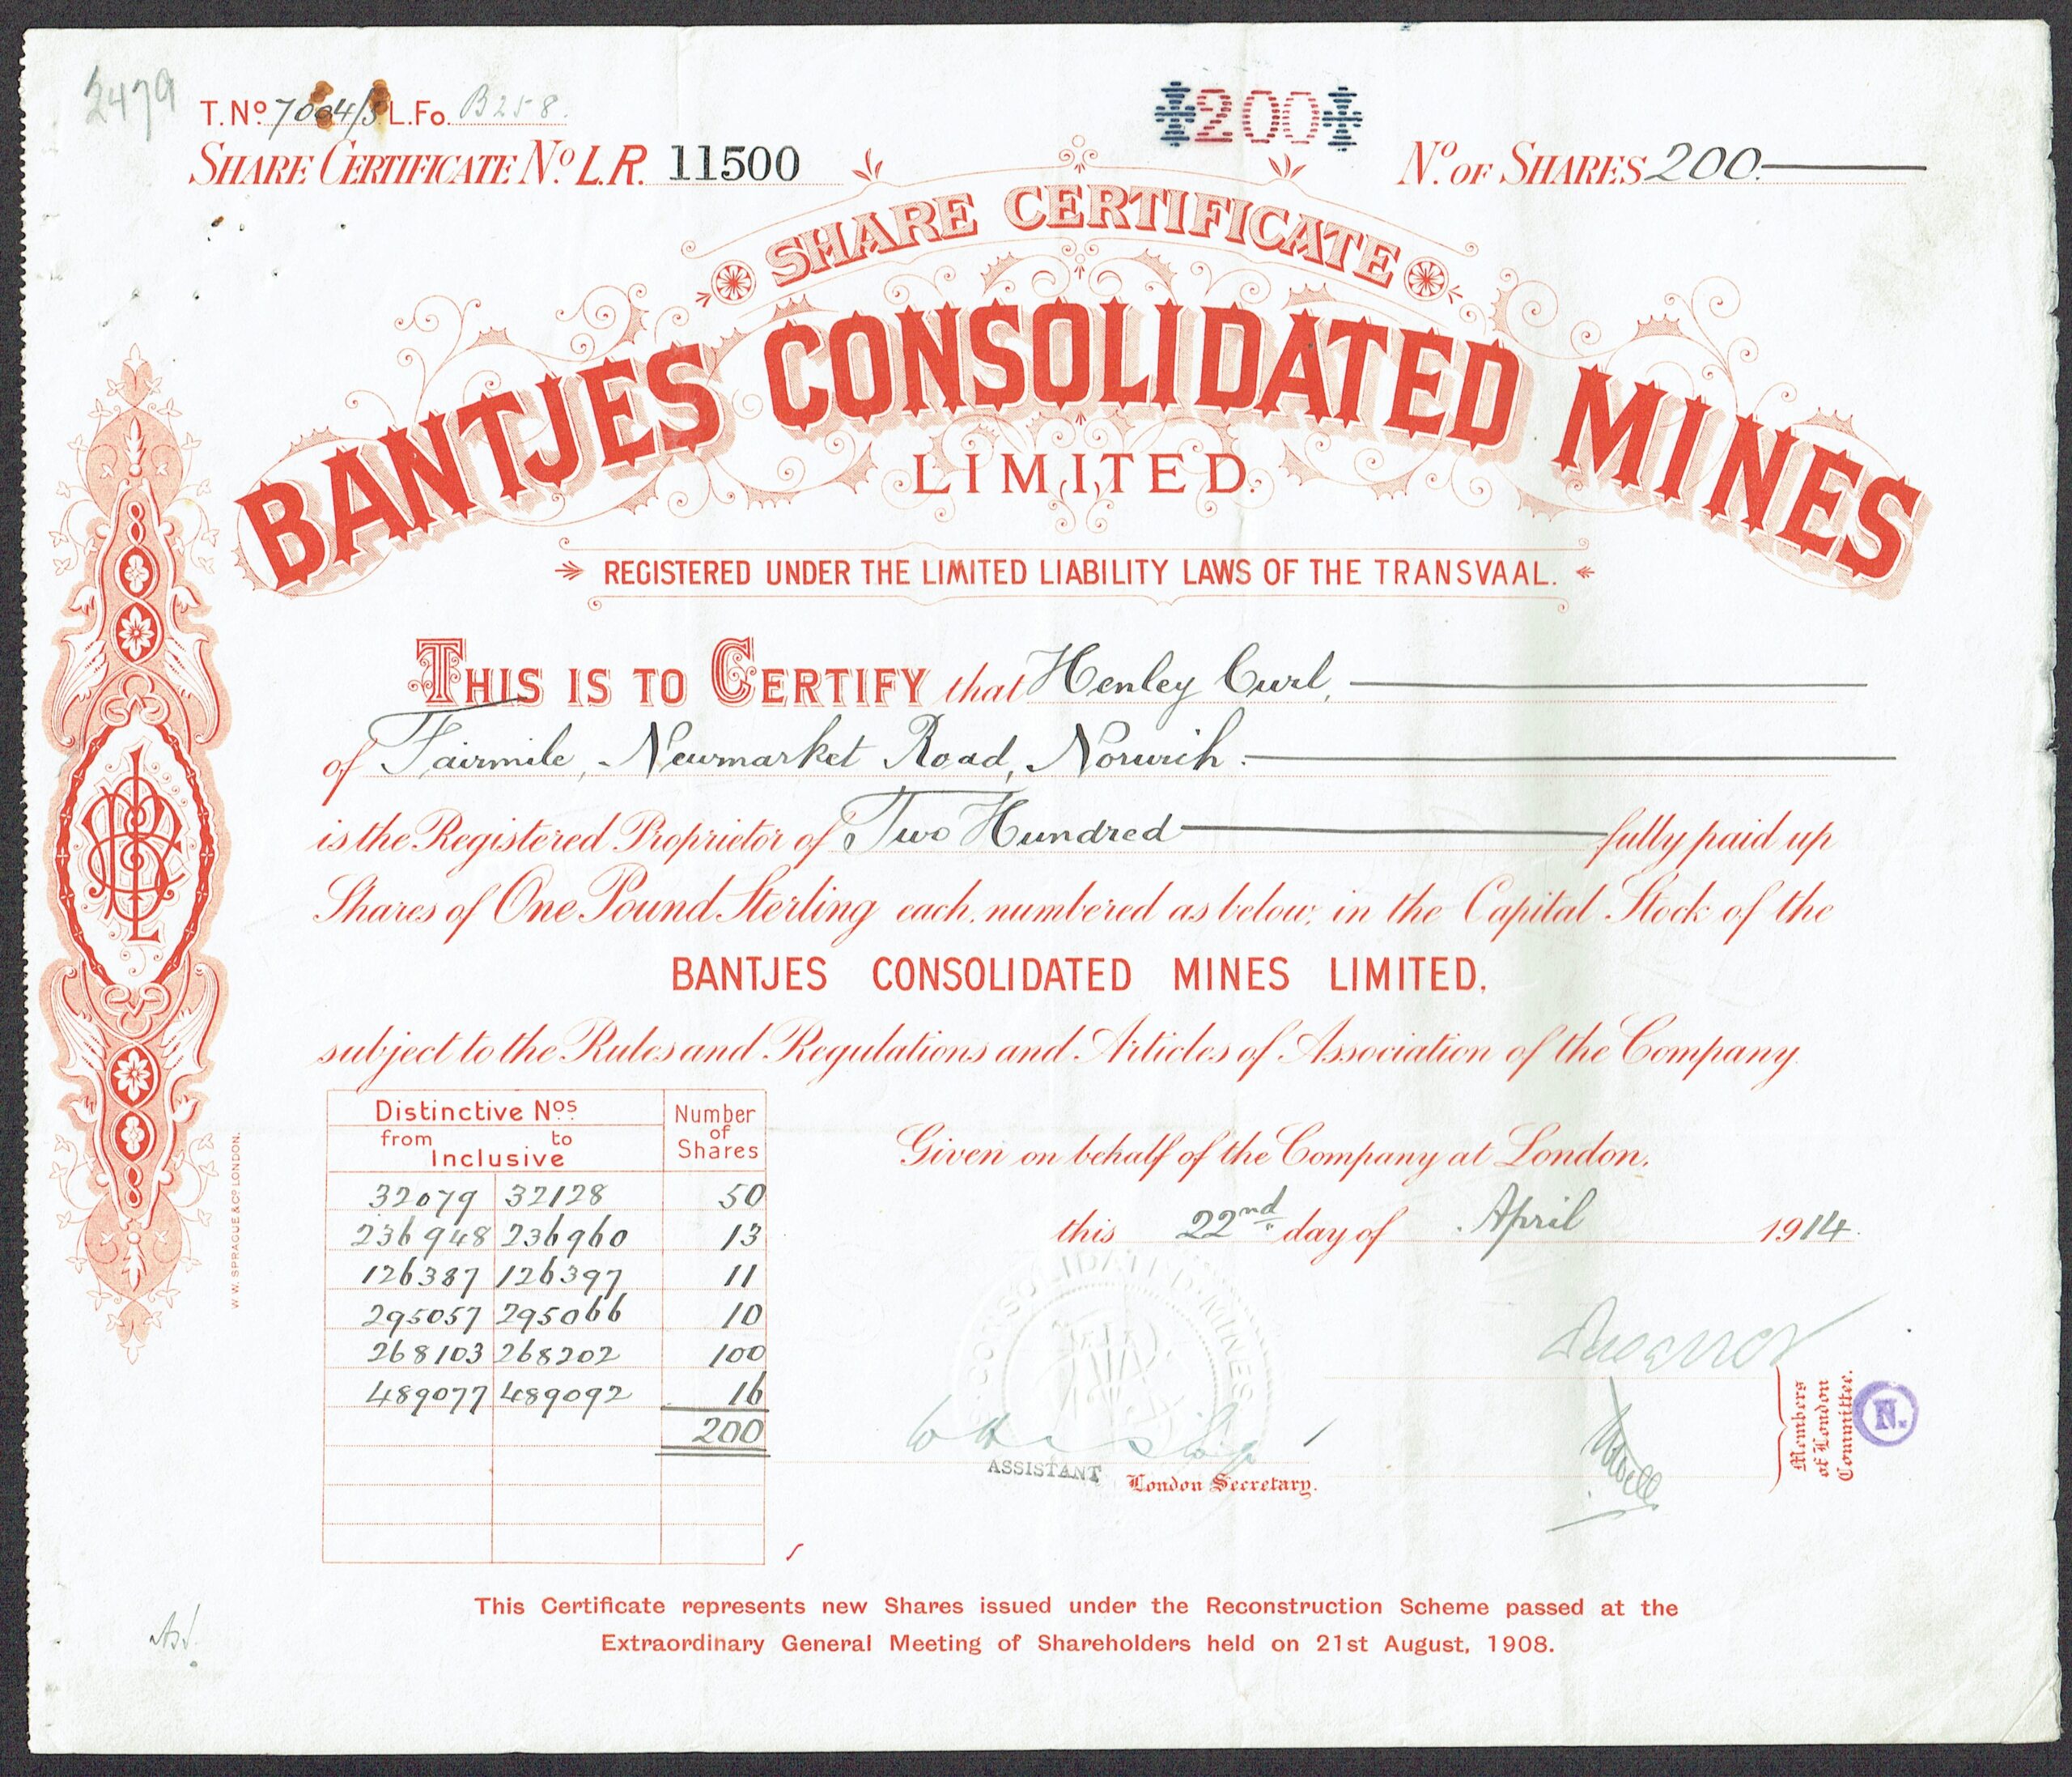 2479
T. No. 7004/S L.Fo. B258.
SHARE CERTIFICATE No. L.R. 11500
200
No. OF SHARES 200.
SHARE CERTIFICATE
BANTJES CONSOLIDATED MINES
LIMITED.
REGISTERED UNDER THE LIMITED LIABILITY LAWS OF THE TRANSVAAL.
THIS IS TO CERTIFY that Henley Curl,
of Fairmile, Newmarket Road, Norwich.
is the Registered Proprietor of Two Hundred fully paid up
Shares of One Pound Sterling each, numbered as below, in the Capital Stock of the
BANTJES CONSOLIDATED MINES LIMITED,
subject to the Rules and Regulations and Articles of Association of the Company.
Distinctive Nos. Number of Shares
from to
Inclusive
32079 32128 50
236948 236960 13
126387 126397 11
295057 295066 10
268103 268202 100
489077 489092 16
200
Given on behalf of the Company at London,
this 22nd day of April 1914.
CONSOLIDATED MINES
ASSISTANT London Secretary.
Members
of London
Committee.
N.
W. W. SPRAGUE & CO. LONDON.
This Certificate represents new Shares issued under the Reconstruction Scheme passed at the
Extraordinary General Meeting of Shareholders held on 21st August, 1908.